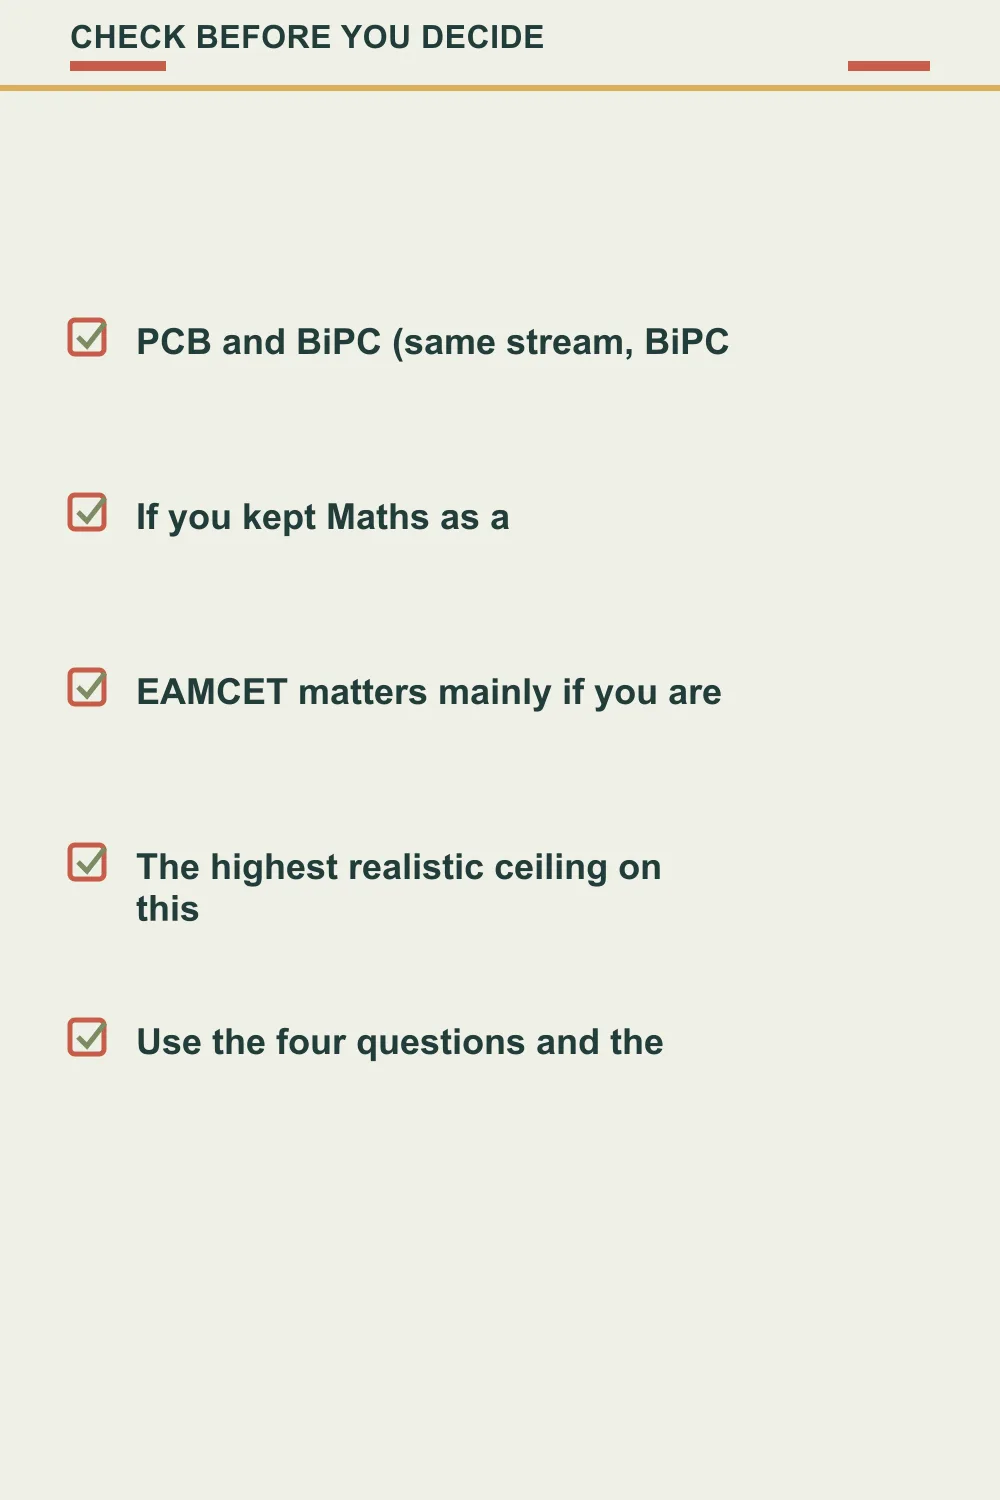 CHECK BEFORE YOU DECIDE
PCB and BiPC (same stream, BiPC
If you kept Maths as a
EAMCET matters mainly if you are
The highest realistic ceiling on
this
Use the four questions and the